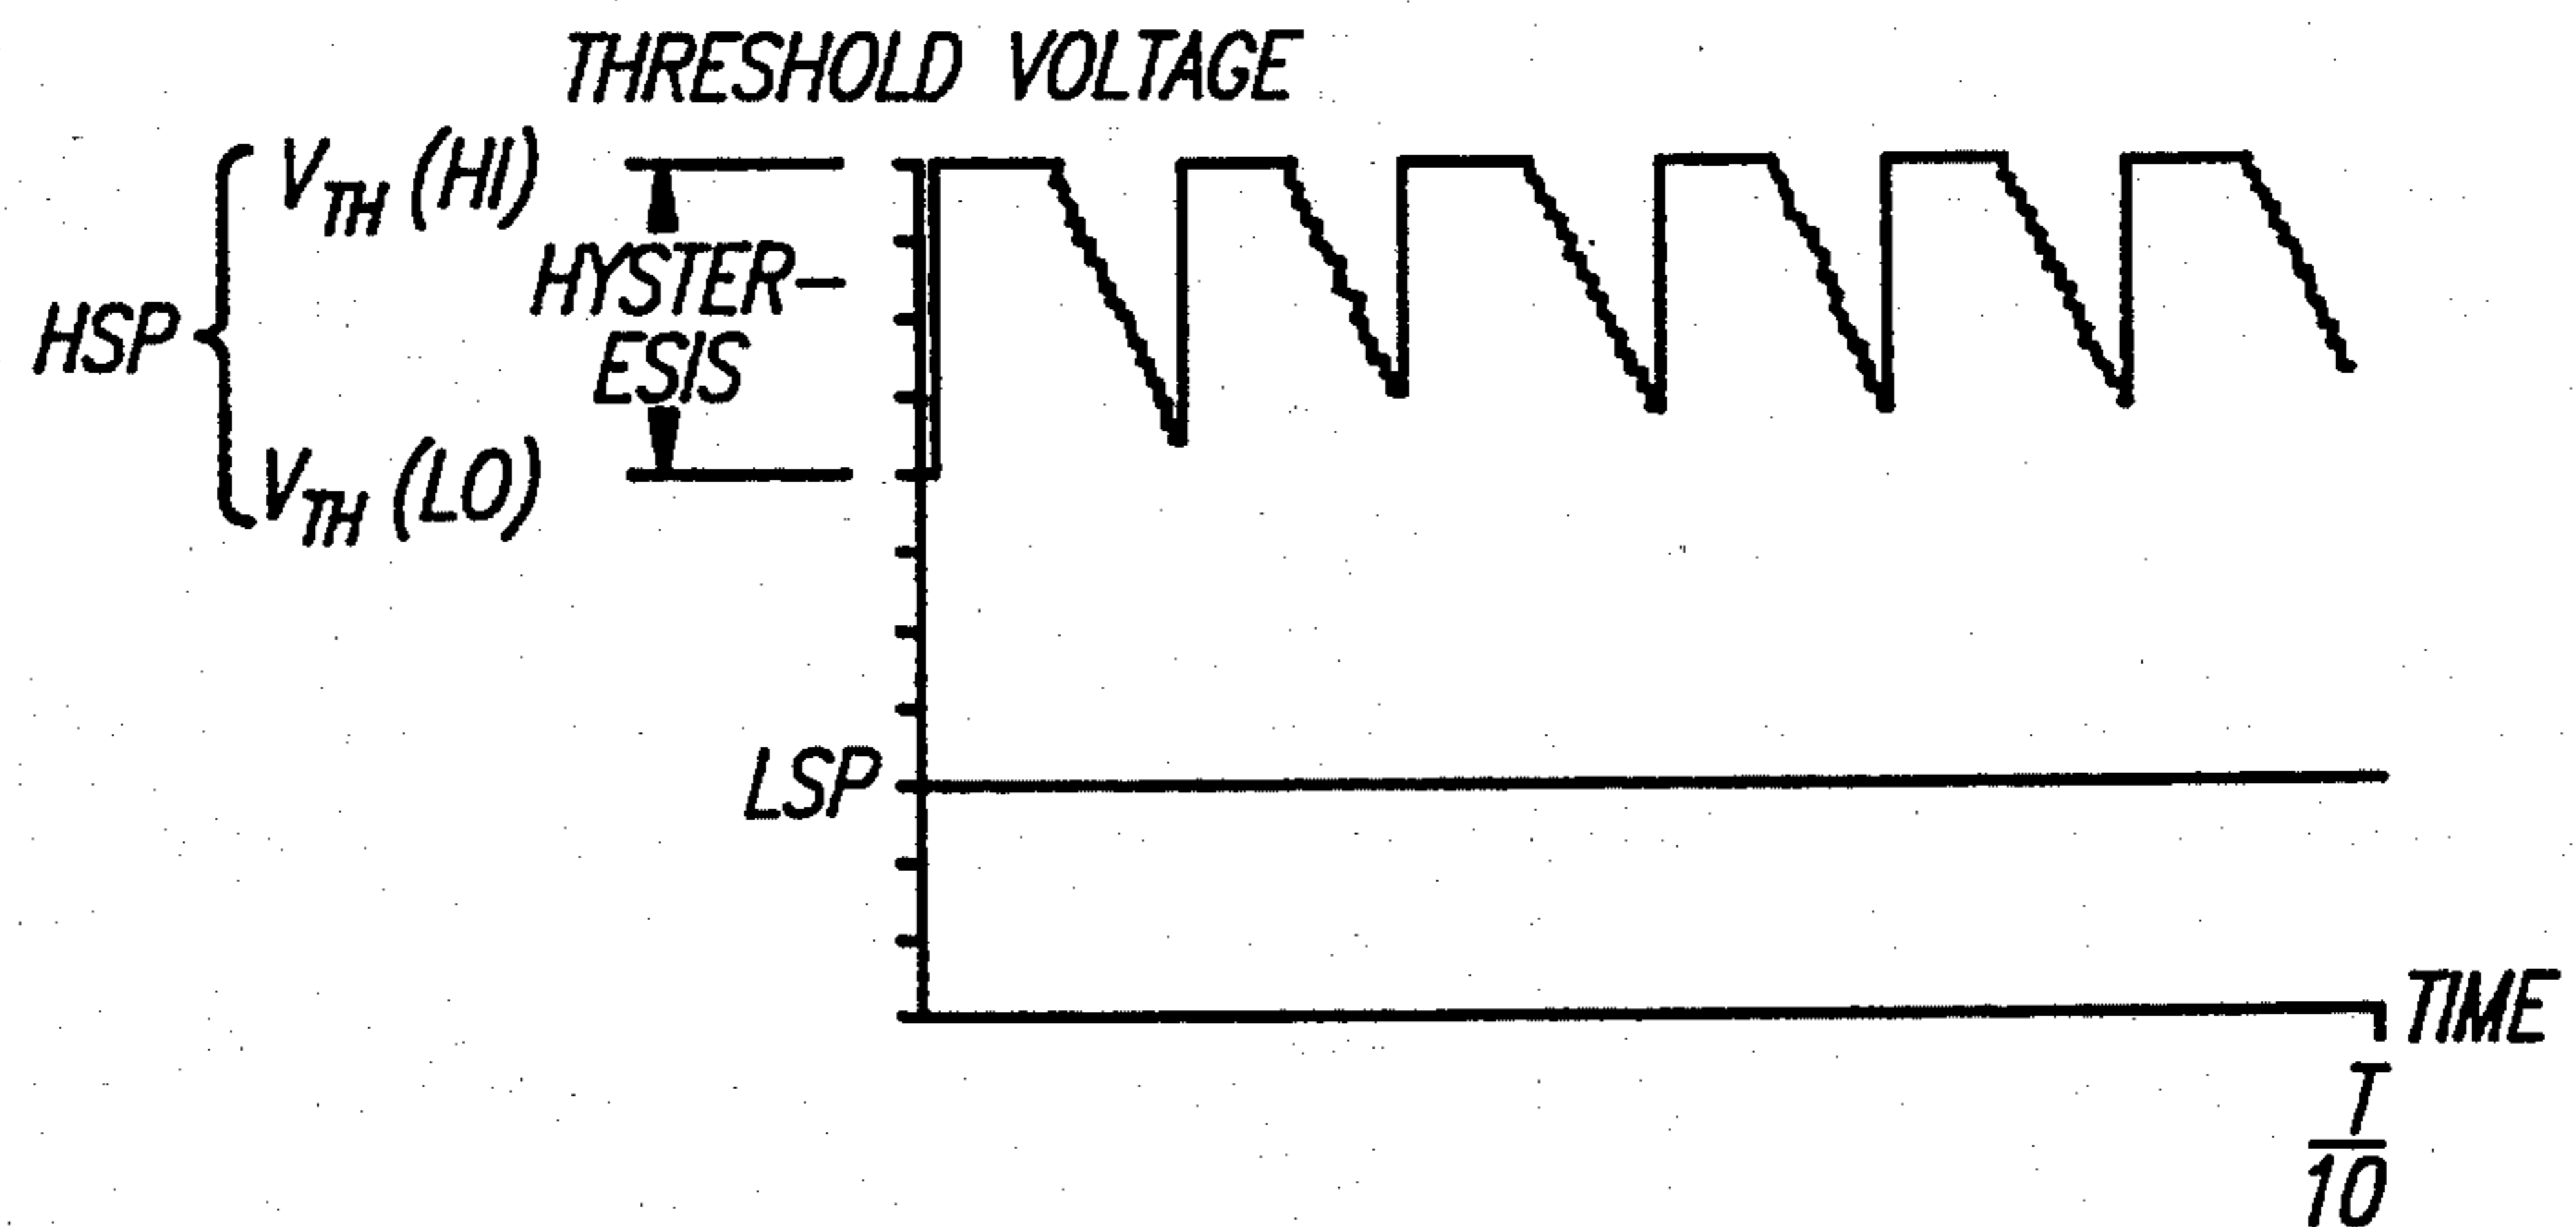 THRESHOLD VOLTAGE
V_TH (HI)
HYSTER-
ESIS
HSP
V_TH (LO)
LSP
TIME
T
10